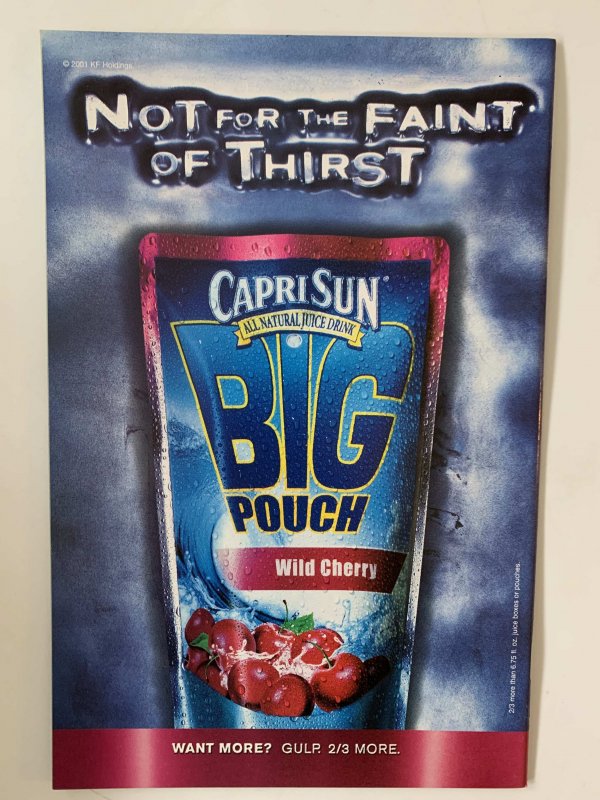 © 2001 KF Holdings.
NOT FOR THE FAINT
OF THIRST
CAPRI SUN®
ALL NATURAL JUICE DRINK
BIG
POUCH
Wild Cherry
2/3 more than 6.75 fl. oz. juice boxes or pouches.
WANT MORE? GULP. 2/3 MORE.